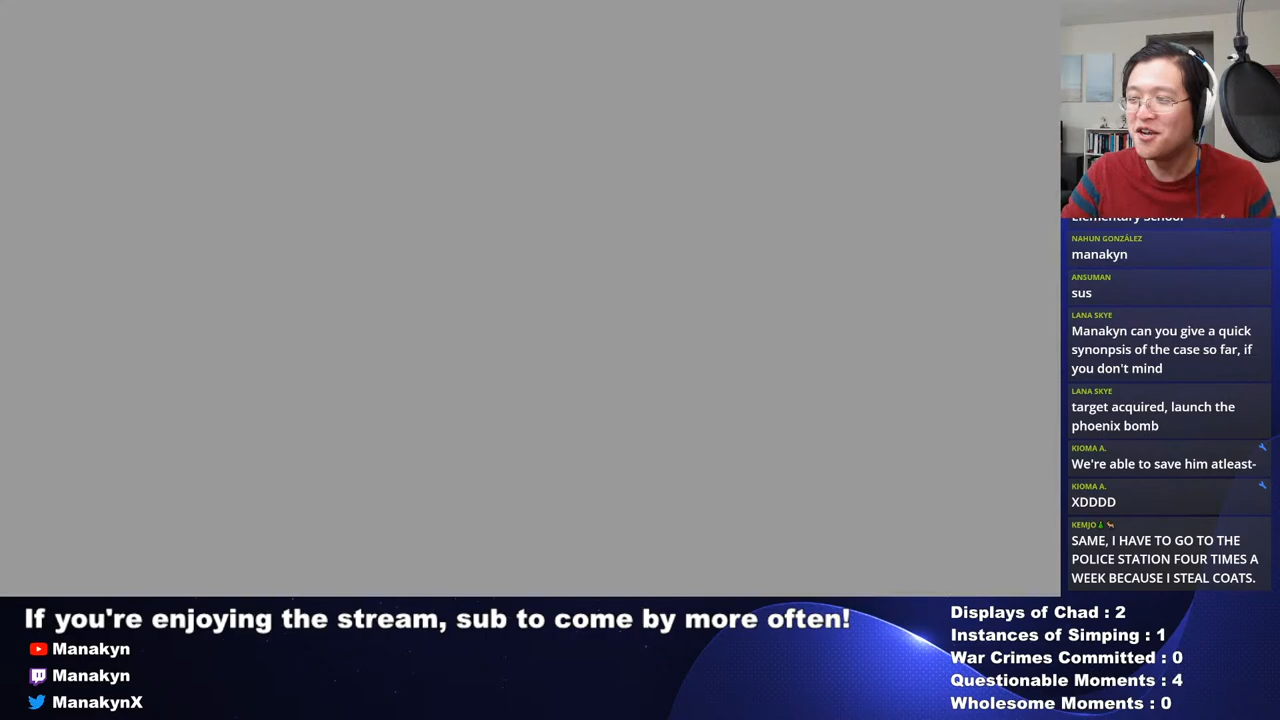 Elementary School
NAHUN GONZÁLEZ
manakyn
ANSUMAN
sus
LANA SKYE
Manakyn can you give a quick
synonpsis of the case so far, if
you don't mind
LANA SKYE
target acquired, launch the
phoenix bomb
KIOMA A.
We're able to save him atleast-
KIOMA A.
XDDDD
KEMJO
SAME, I HAVE TO GO TO THE
POLICE STATION FOUR TIMES A
WEEK BECAUSE I STEAL COATS.
If you're enjoying the stream, sub to come by more often!
Manakyn
Manakyn
ManakynX
Displays of Chad : 2
Instances of Simping : 1
War Crimes Committed : 0
Questionable Moments : 4
Wholesome Moments : 0